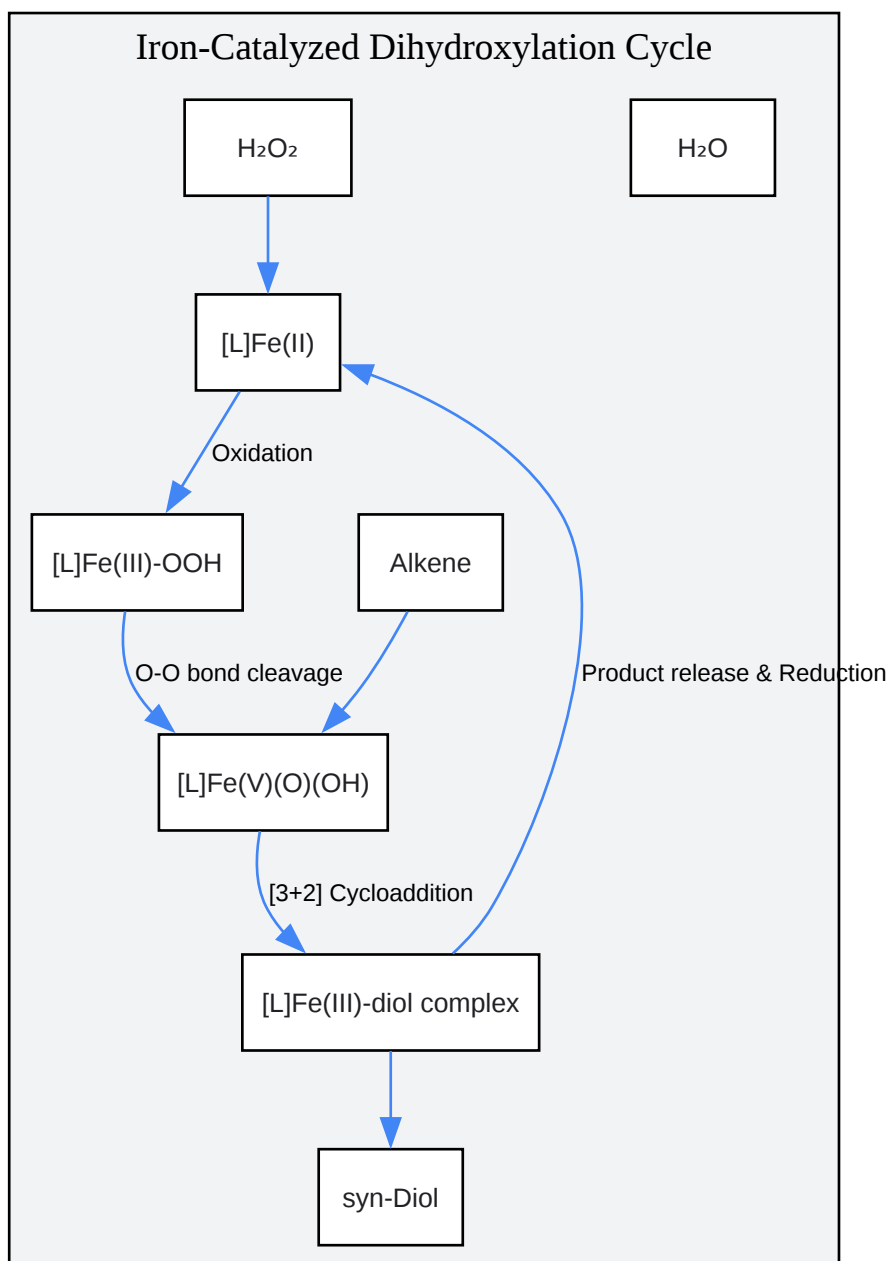 Iron-Catalyzed Dihydroxylation Cycle
H₂O₂
H₂O
[L]Fe(II)
Oxidation
[L]Fe(III)-OOH
Alkene
O-O bond cleavage
Product release & Reduction
[L]Fe(V)(O)(OH)
[3+2] Cycloaddition
[L]Fe(III)-diol complex
syn-Diol